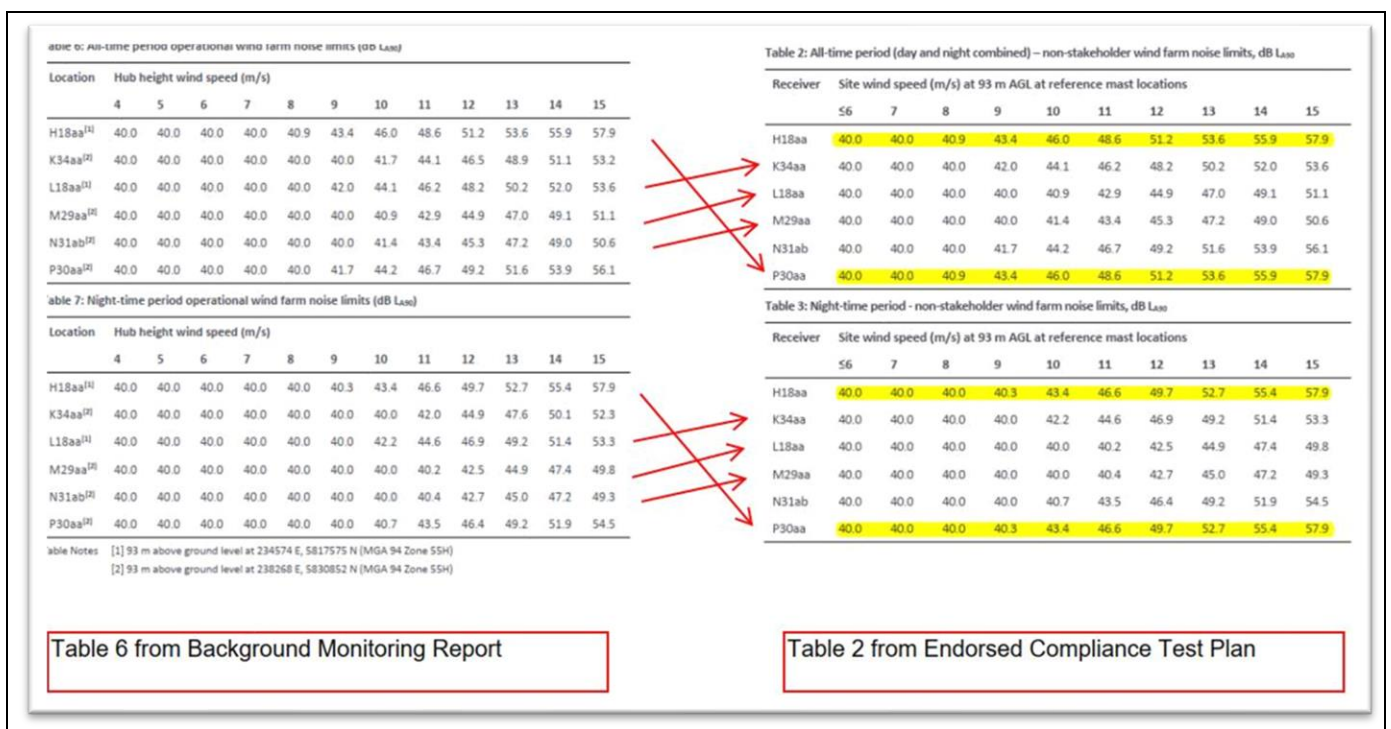 able 6: All-time period operational wind farm noise limits (dB LA90)
Location Hub height wind speed (m/s)
4 5 6 7 8 9 10 11 12 13 14 15
H18aa[1] 40.0 40.0 40.0 40.0 40.9 43.4 46.0 48.6 51.2 53.6 55.9 57.9
K34aa[2] 40.0 40.0 40.0 40.0 40.0 40.0 41.7 44.1 46.5 48.9 51.1 53.2
L18aa[1] 40.0 40.0 40.0 40.0 40.0 42.0 44.1 46.2 48.2 50.2 52.0 53.6
M29aa[2] 40.0 40.0 40.0 40.0 40.0 40.0 40.9 42.9 44.9 47.0 49.1 51.1
N31ab[2] 40.0 40.0 40.0 40.0 40.0 40.0 41.4 43.4 45.3 47.2 49.0 50.6
P30aa[2] 40.0 40.0 40.0 40.0 40.0 41.7 44.2 46.7 49.2 51.6 53.9 56.1
able 7: Night-time period operational wind farm noise limits (dB LA90)
Location Hub height wind speed (m/s)
4 5 6 7 8 9 10 11 12 13 14 15
H18aa[1] 40.0 40.0 40.0 40.0 40.0 40.3 43.4 46.6 49.7 52.7 55.4 57.9
K34aa[2] 40.0 40.0 40.0 40.0 40.0 40.0 40.0 42.0 44.9 47.6 50.1 52.3
L18aa[1] 40.0 40.0 40.0 40.0 40.0 40.0 42.2 44.6 46.9 49.2 51.4 53.3
M29aa[2] 40.0 40.0 40.0 40.0 40.0 40.0 40.0 40.2 42.5 44.9 47.4 49.8
N31ab[2] 40.0 40.0 40.0 40.0 40.0 40.0 40.0 40.4 42.7 45.0 47.2 49.3
P30aa[2] 40.0 40.0 40.0 40.0 40.0 40.0 40.7 43.5 46.4 49.2 51.9 54.5
able Notes [1] 93 m above ground level at 234574 E, 5817575 N (MGA 94 Zone 55H)
[2] 93 m above ground level at 238268 E, 5830852 N (MGA 94 Zone 55H)
Table 6 from Background Monitoring Report
Table 2: All-time period (day and night combined) – non-stakeholder wind farm noise limits, dB LA90
Receiver Site wind speed (m/s) at 93 m AGL at reference mast locations
≤6 7 8 9 10 11 12 13 14 15
H18aa 40.0 40.0 40.9 43.4 46.0 48.6 51.2 53.6 55.9 57.9
K34aa 40.0 40.0 40.0 42.0 44.1 46.2 48.2 50.2 52.0 53.6
L18aa 40.0 40.0 40.0 40.0 40.9 42.9 44.9 47.0 49.1 51.1
M29aa 40.0 40.0 40.0 40.0 41.4 43.4 45.3 47.2 49.0 50.6
N31ab 40.0 40.0 40.0 41.7 44.2 46.7 49.2 51.6 53.9 56.1
P30aa 40.0 40.0 40.9 43.4 46.0 48.6 51.2 53.6 55.9 57.9
Table 3: Night-time period - non-stakeholder wind farm noise limits, dB LA90
Receiver Site wind speed (m/s) at 93 m AGL at reference mast locations
≤6 7 8 9 10 11 12 13 14 15
H18aa 40.0 40.0 40.0 40.3 43.4 46.6 49.7 52.7 55.4 57.9
K34aa 40.0 40.0 40.0 40.0 42.2 44.6 46.9 49.2 51.4 53.3
L18aa 40.0 40.0 40.0 40.0 40.0 40.2 42.5 44.9 47.4 49.8
M29aa 40.0 40.0 40.0 40.0 40.0 40.4 42.7 45.0 47.2 49.3
N31ab 40.0 40.0 40.0 40.0 40.7 43.5 46.4 49.2 51.9 54.5
P30aa 40.0 40.0 40.0 40.3 43.4 46.6 49.7 52.7 55.4 57.9
Table 2 from Endorsed Compliance Test Plan